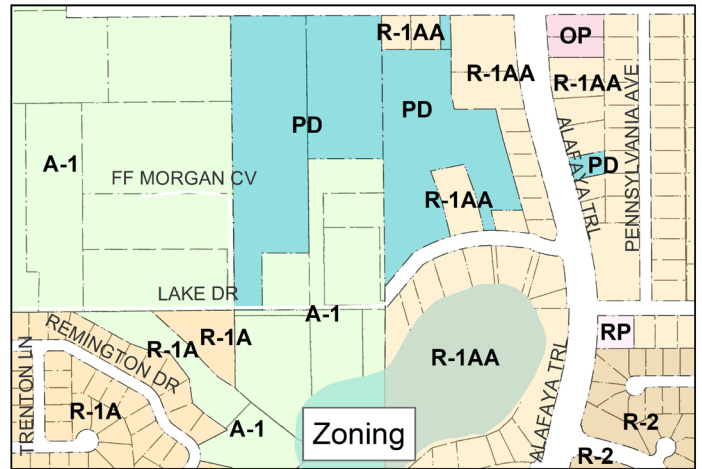 R-1AA
OP
R-1AA
R-1AA
PD
PD
A-1
FF MORGAN CV
ALAFAYA TRL
PENNSYLVANIA AVE
PD
R-1AA
LAKE DR
A-1
REMINGTON DR
R-1A
R-1A
RP
TRENTON LN
R-1AA
ALAFAYA TRL
R-1A
A-1
R-2
Zoning
R-2